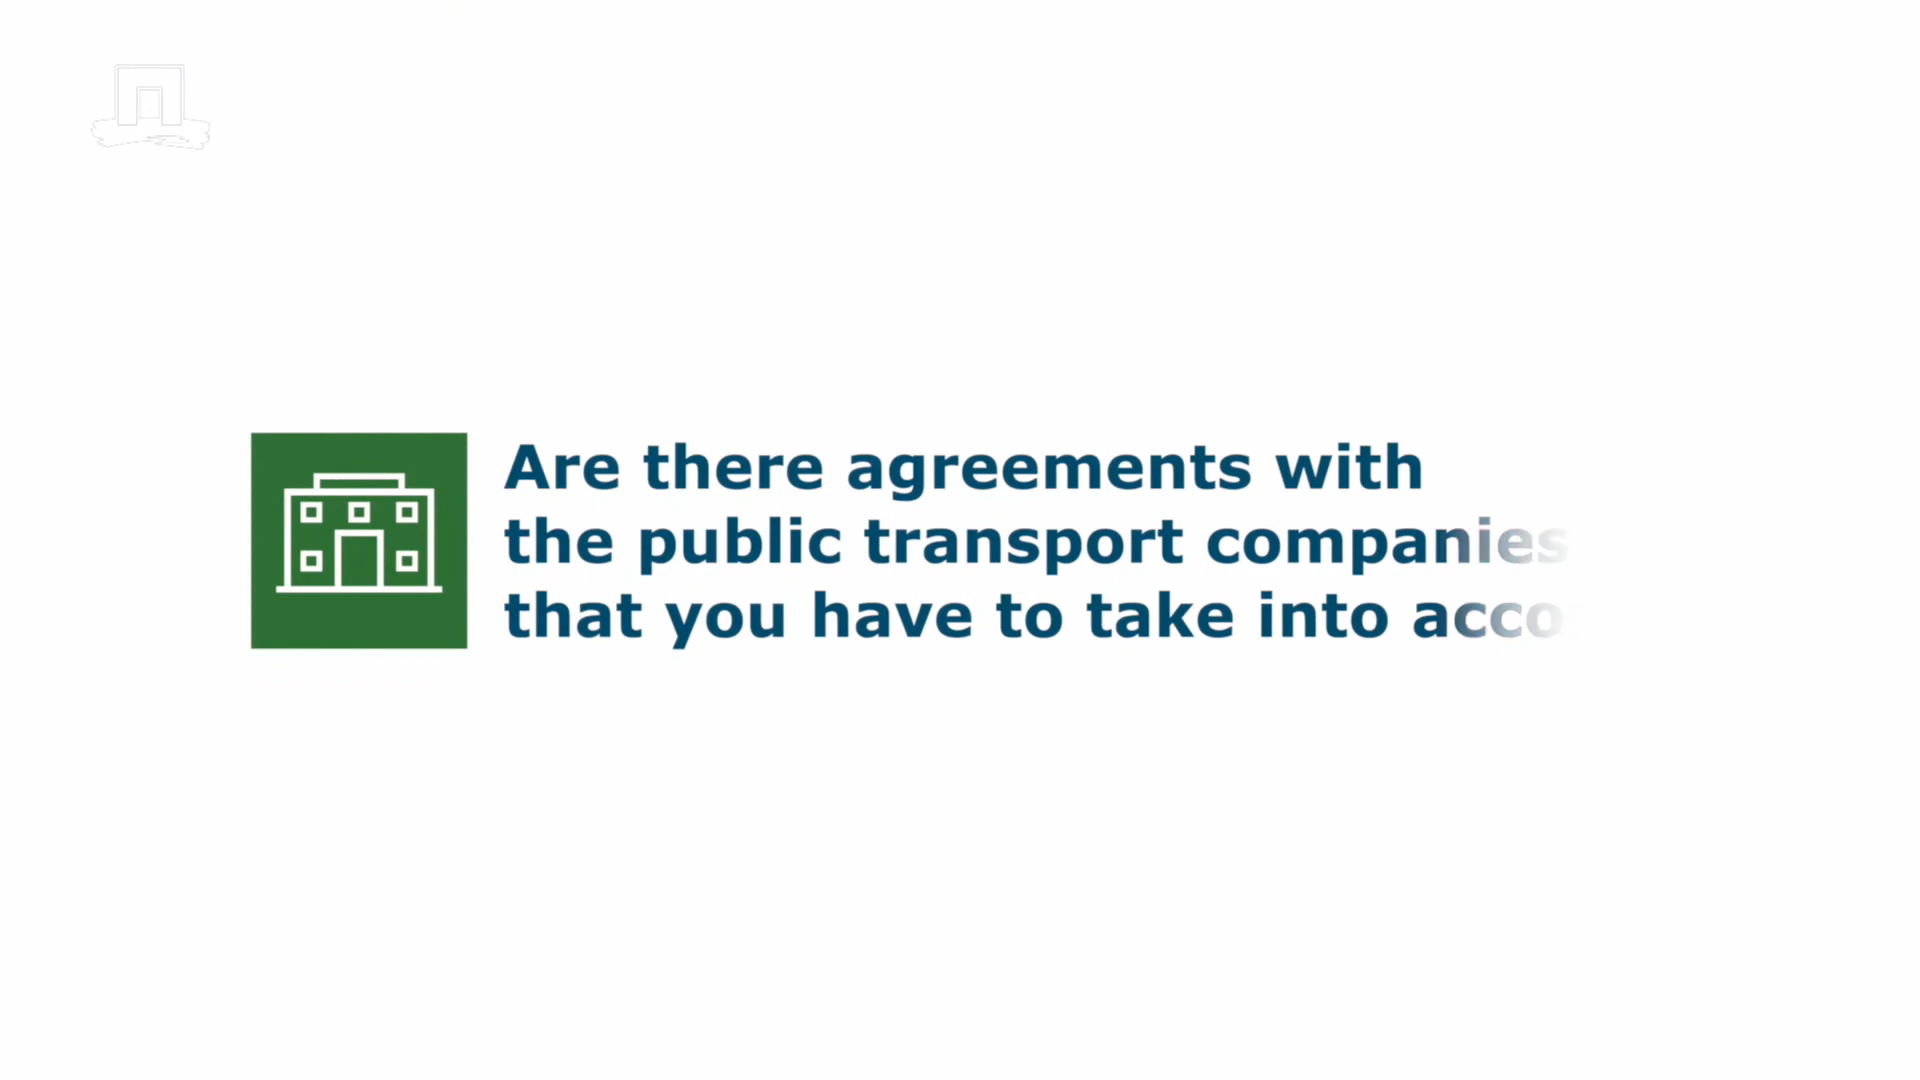 Are there agreements with
the public transport companies
that you have to take into acco